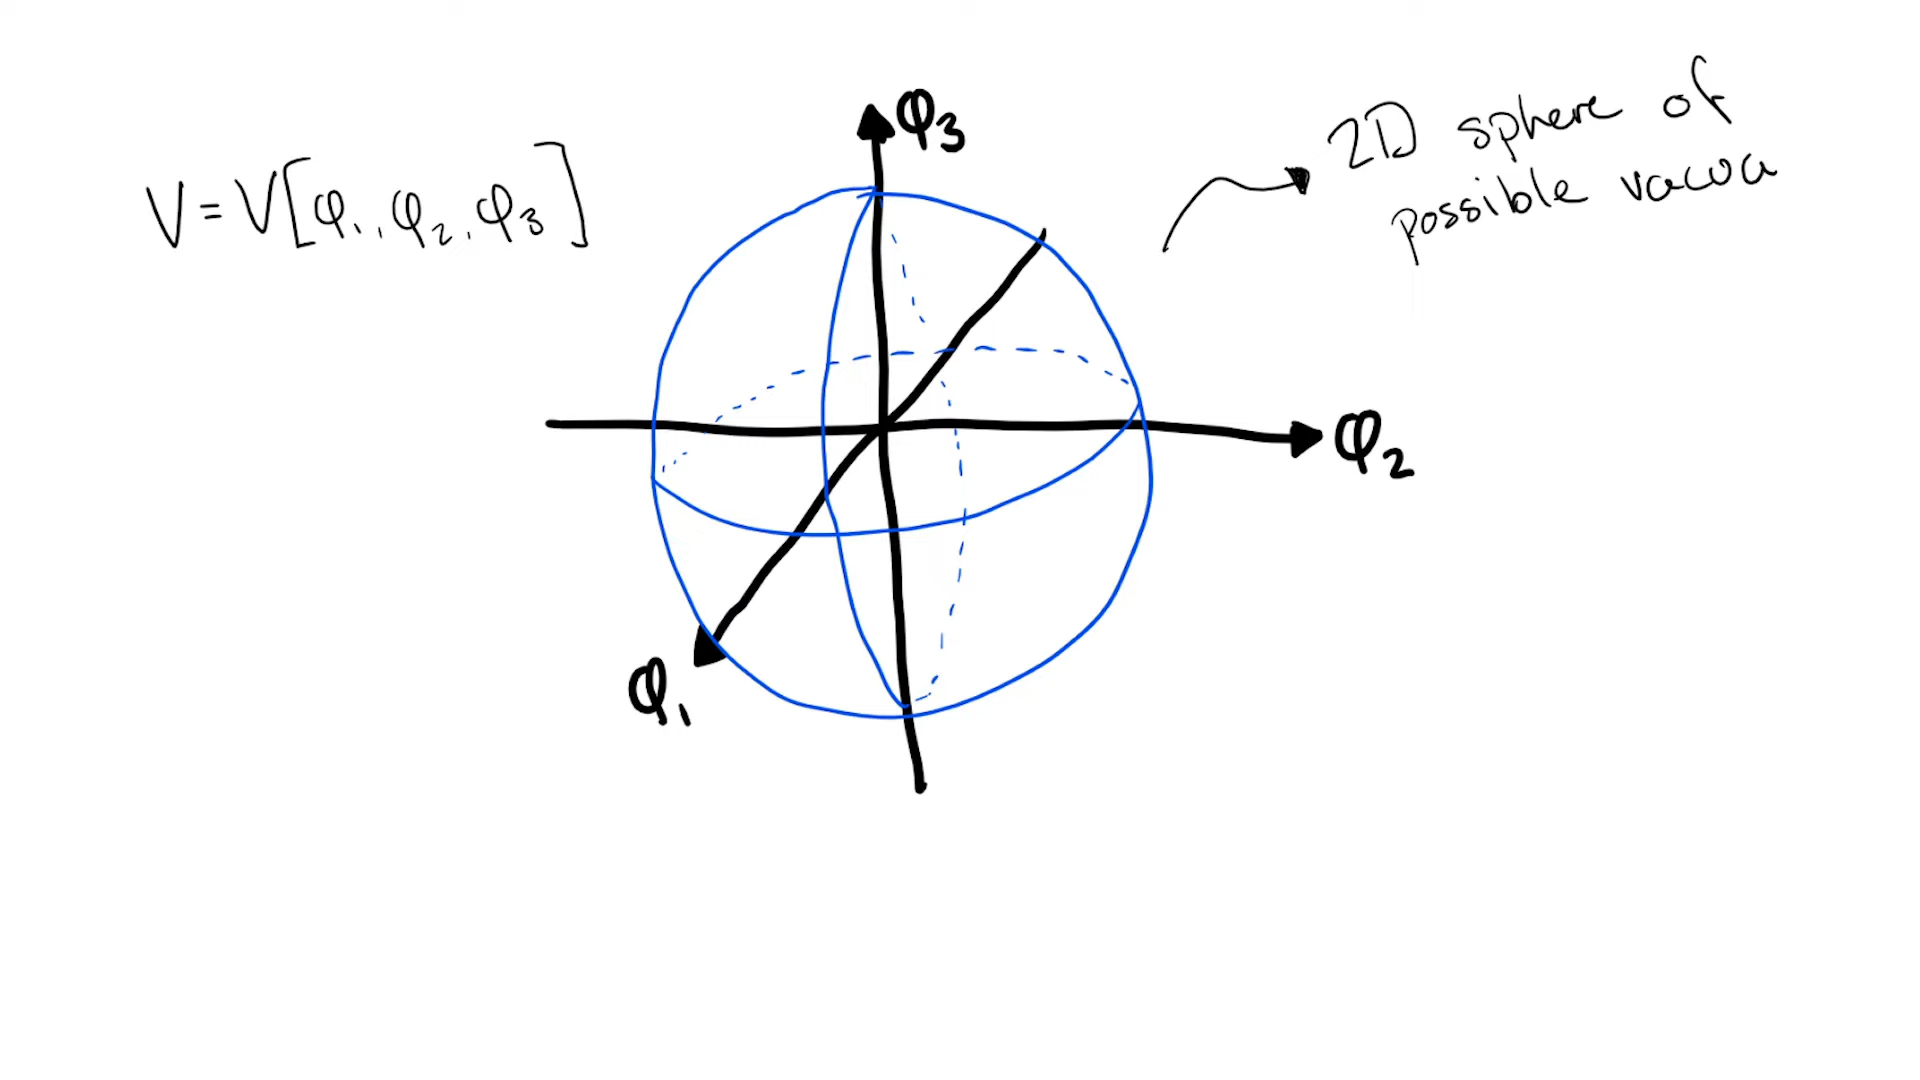 V = V[φ₁, φ₂, φ₃]
φ₃
2D sphere of
possible vacua
φ₂
φ₁